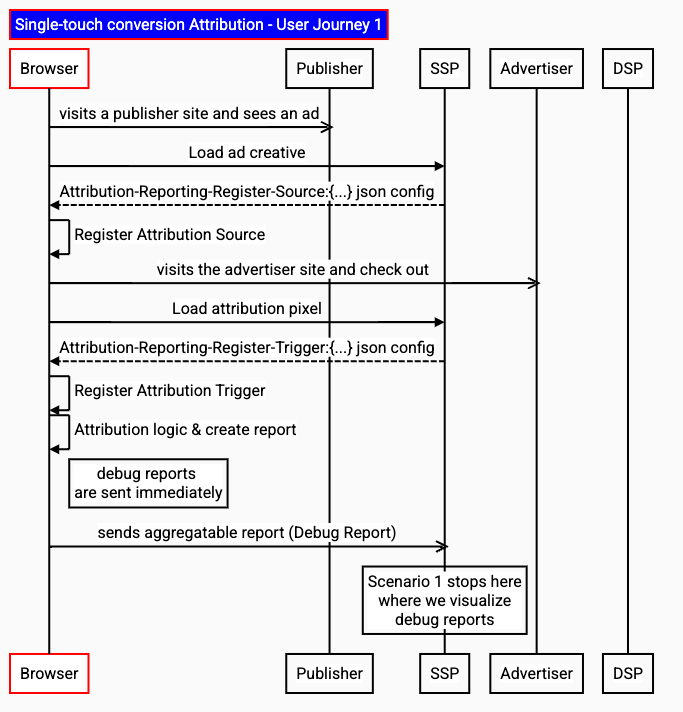 Single-touch conversion Attribution - User Journey 1
Browser
Publisher
SSP
Advertiser
DSP
visits a publisher site and sees an ad
Load ad creative
Attribution-Reporting-Register-Source:{...} json config
Register Attribution Source
visits the advertiser site and check out
Load attribution pixel
Attribution-Reporting-Register-Trigger:{...} json config
Register Attribution Trigger
Attribution logic & create report
debug reports
are sent immediately
sends aggregatable report (Debug Report)
Scenario 1 stops here
where we visualize
debug reports
Browser
Publisher
SSP
Advertiser
DSP